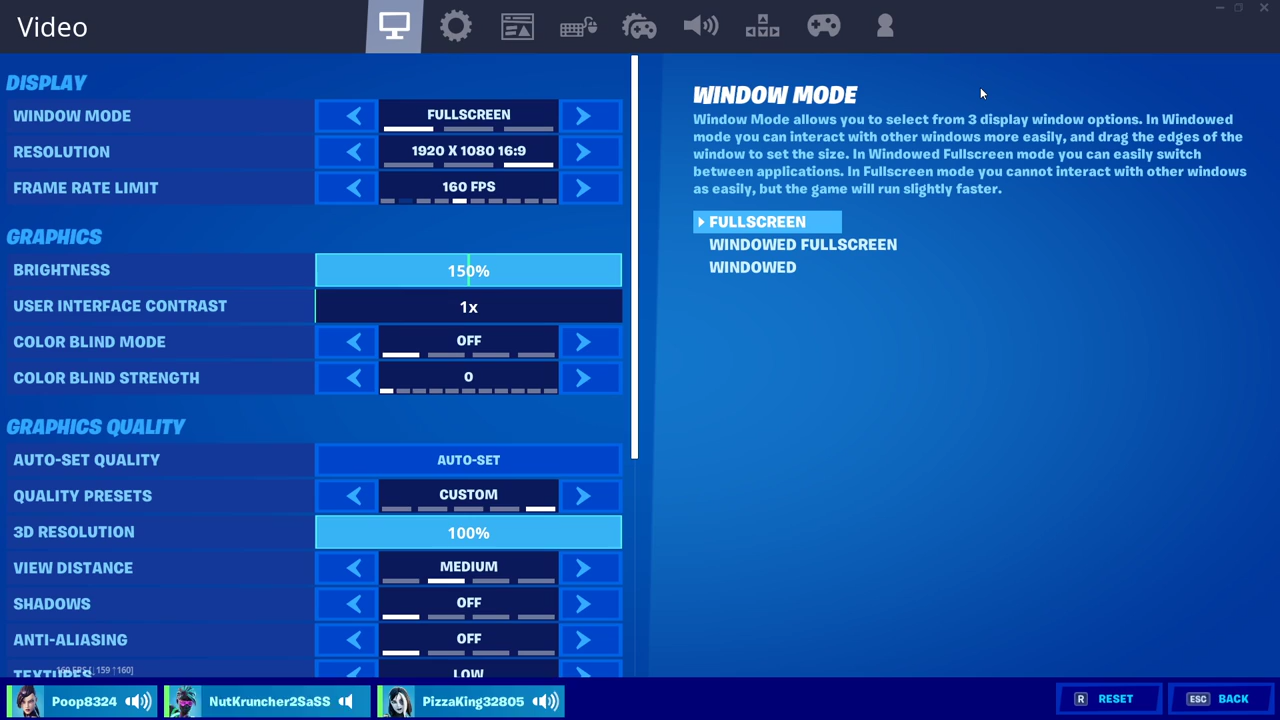 Video
DISPLAY
WINDOW MODE
FULLSCREEN
RESOLUTION
1920 X 1080 16:9
FRAME RATE LIMIT
160 FPS
GRAPHICS
BRIGHTNESS
150%
USER INTERFACE CONTRAST
1x
COLOR BLIND MODE
OFF
COLOR BLIND STRENGTH
0
GRAPHICS QUALITY
AUTO-SET QUALITY
AUTO-SET
QUALITY PRESETS
CUSTOM
3D RESOLUTION
100%
VIEW DISTANCE
MEDIUM
SHADOWS
OFF
ANTI-ALIASING
OFF
TEXTURES
LOW
WINDOW MODE
Window Mode allows you to select from 3 display window options. In Windowed
mode you can interact with other windows more easily, and drag the edges of the
window to set the size. In Windowed Fullscreen mode you can easily switch
between applications. In Fullscreen mode you cannot interact with other windows
as easily, but the game will run slightly faster.
FULLSCREEN
WINDOWED FULLSCREEN
WINDOWED
160 FPS [↓159 ↑160]
Poop8324
NutKruncher2SaSS
PizzaKing32805
R RESET
ESC BACK